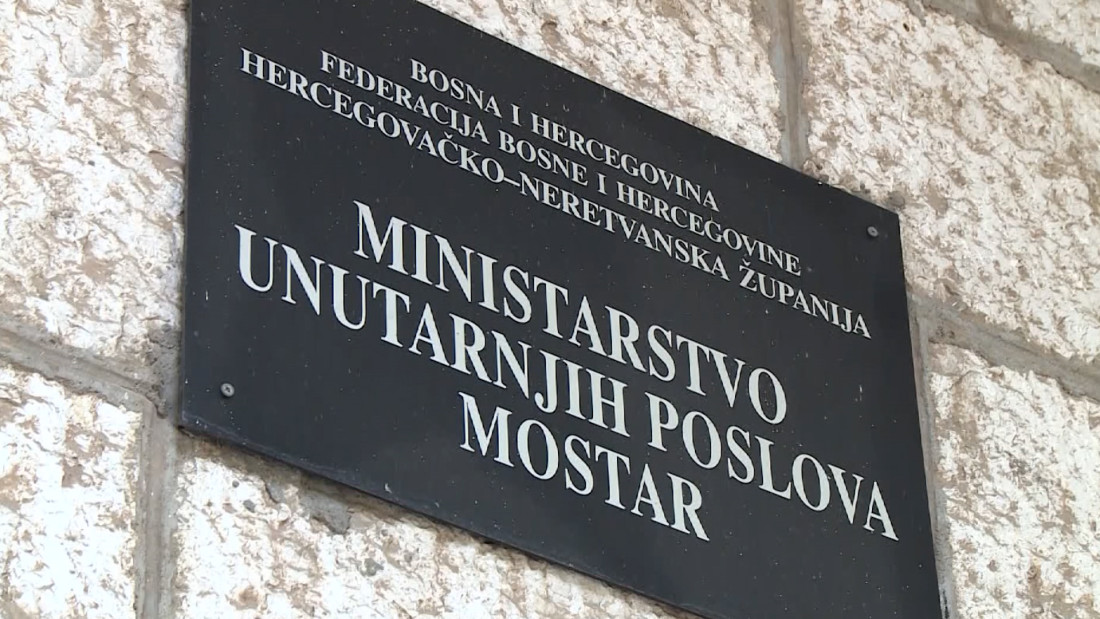 BOSNA I HERCEGOVINA
FEDERACIJA BOSNE I HERCEGOVINE
HERCEGOVAČKO–NERETVANSKA ŽUPANIJA
MINISTARSTVO
UNUTARNJIH POSLOVA
MOSTAR